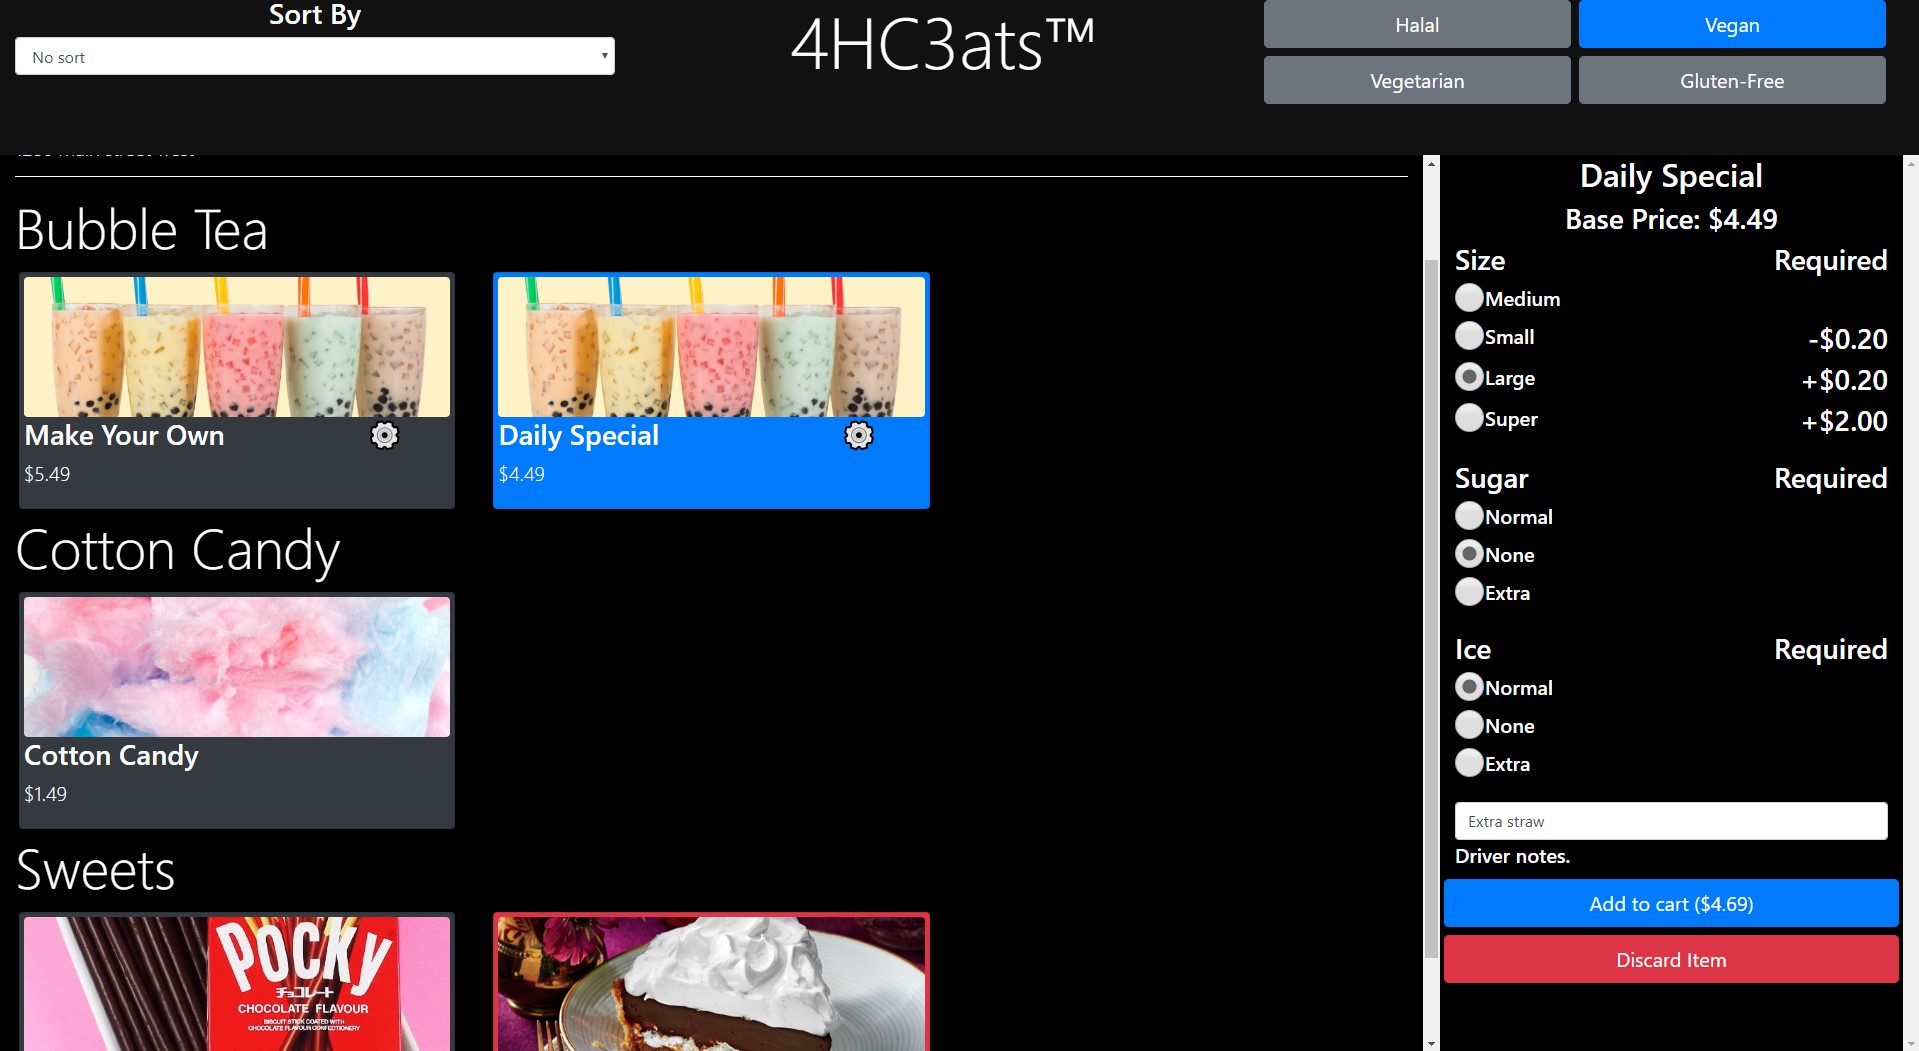 Sort By
No sort
4HC3ats™
Halal
Vegan
Vegetarian
Gluten-Free
Bubble Tea
Make Your Own
$5.49
Daily Special
$4.49
Cotton Candy
Cotton Candy
$1.49
Sweets
POCKY
チョコレート
CHOCOLATE FLAVOUR
BISCUIT STICK COATED WITH
CHOCOLATE FLAVOUR CONFECTIONERY
Daily Special
Base Price: $4.49
Size Required
Medium
Small -$0.20
Large +$0.20
Super +$2.00
Sugar Required
Normal
None
Extra
Ice Required
Normal
None
Extra
Extra straw
Driver notes.
Add to cart ($4.69)
Discard Item